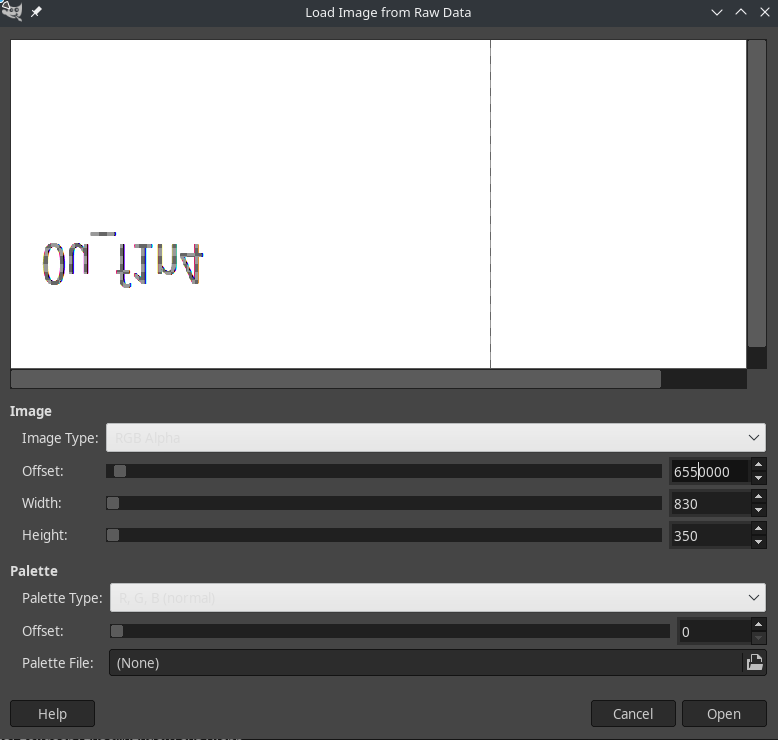 Load Image from Raw Data
0u_f1n4
Image
Image Type: RGB Alpha
Offset: 6550000
Width: 830
Height: 350
Palette
Palette Type: R, G, B (normal)
Offset: 0
Palette File: (None)
Help Cancel Open